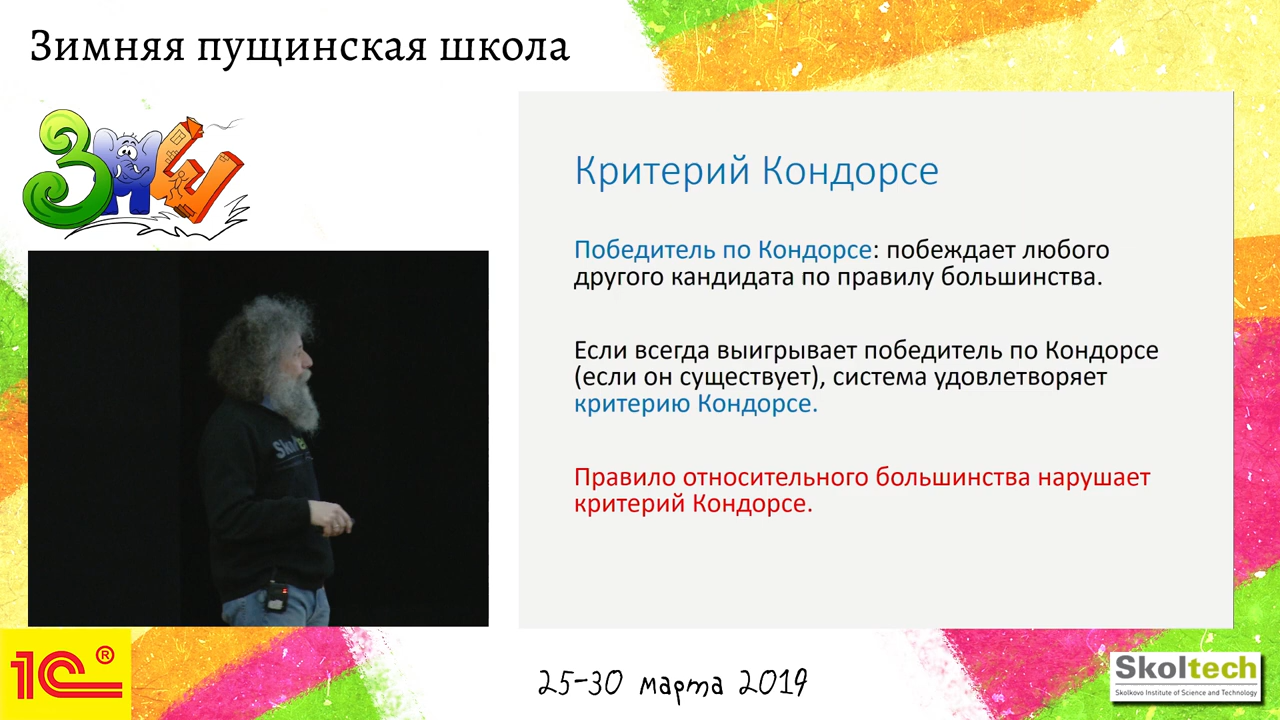 Зимняя пущинская школа
ЗПШ
Критерий Кондорсе
Победитель по Кондорсе: побеждает любого
другого кандидата по правилу большинства.
Если всегда выигрывает победитель по Кондорсе
(если он существует), система удовлетворяет
критерию Кондорсе.
Правило относительного большинства нарушает
критерий Кондорсе.
1С®
25-30 марта 2019
Skoltech
Skolkovo Institute of Science and Technology